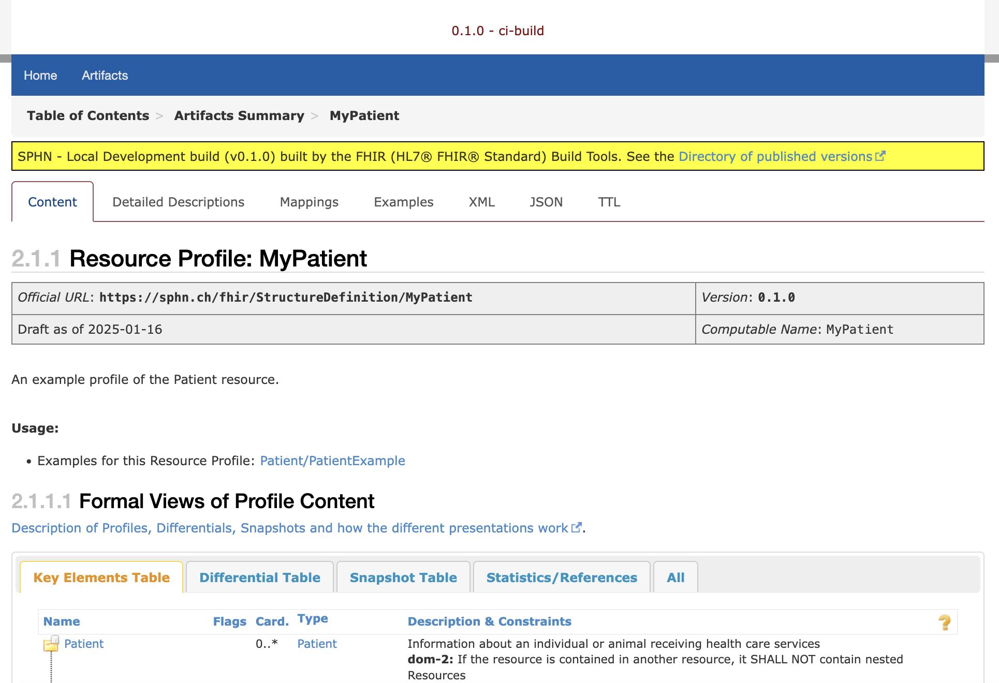 0.1.0 - ci-build
Home Artifacts
Table of Contents > Artifacts Summary > MyPatient
SPHN - Local Development build (v0.1.0) built by the FHIR (HL7® FHIR® Standard) Build Tools. See the Directory of published versions
Content Detailed Descriptions Mappings Examples XML JSON TTL
2.1.1 Resource Profile: MyPatient
Official URL: https://sphn.ch/fhir/StructureDefinition/MyPatient Version: 0.1.0
Draft as of 2025-01-16 Computable Name: MyPatient
An example profile of the Patient resource.
Usage:
• Examples for this Resource Profile: Patient/PatientExample
2.1.1.1 Formal Views of Profile Content
Description of Profiles, Differentials, Snapshots and how the different presentations work.
Key Elements Table Differential Table Snapshot Table Statistics/References All
Name Flags Card. Type Description & Constraints ?
Patient 0..* Patient Information about an individual or animal receiving health care services
dom-2: If the resource is contained in another resource, it SHALL NOT contain nested
Resources